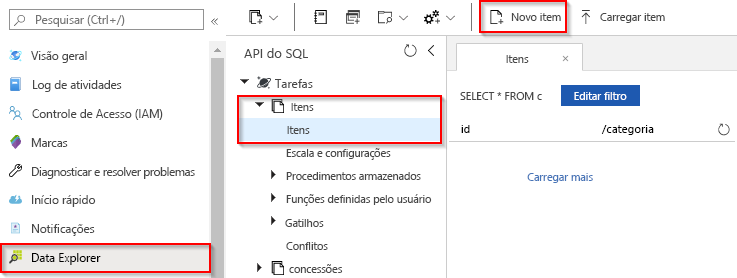 Pesquisar (Ctrl+/)
Visão geral
Log de atividades
Controle de Acesso (IAM)
Marcas
Diagnosticar e resolver problemas
Início rápido
Notificações
Data Explorer
Novo item
Carregar item
API do SQL
Tarefas
Itens
Itens
Escala e configurações
Procedimentos armazenados
Funções definidas pelo usuário
Gatilhos
Conflitos
concessões
Itens ×
SELECT * FROM c Editar filtro
id /categoria
Carregar mais